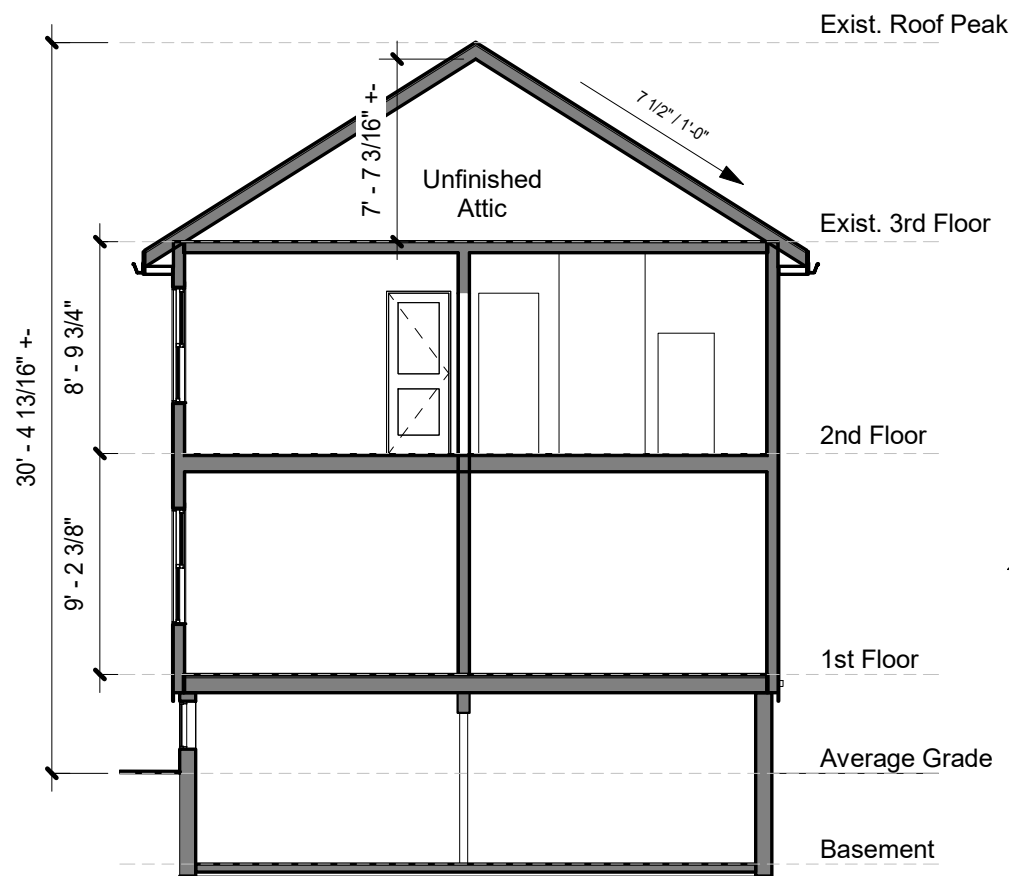 Exist. Roof Peak
7 1/2" / 1'-0"
7' - 7 3/16" +-
Unfinished
Attic
Exist. 3rd Floor
8' - 9 3/4"
30' - 4 13/16" +-
2nd Floor
9' - 2 3/8"
1st Floor
Average Grade
Basement